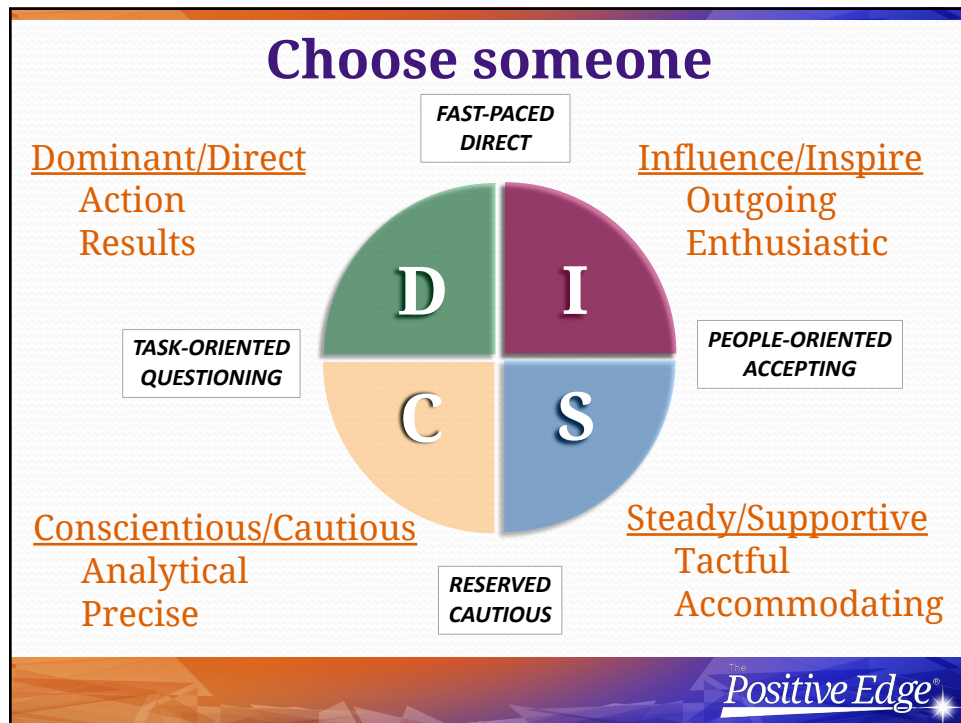 Choose someone
FAST-PACED
DIRECT
Dominant/Direct
Action
Results
Influence/Inspire
Outgoing
Enthusiastic
D
I
TASK-ORIENTED
QUESTIONING
PEOPLE-ORIENTED
ACCEPTING
C
S
Conscientious/Cautious
Analytical
Precise
Steady/Supportive
Tactful
Accommodating
RESERVED
CAUTIOUS
The
Positive Edge®